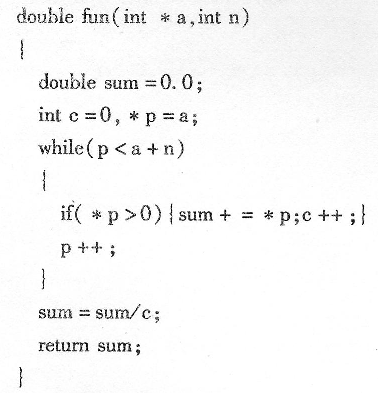 double fun(int *a,int n)
{
double sum=0.0;
int c=0,*p=a;
while(p<a+n)
{
if(*p>0){sum+ = *p;c++;}
p++;
}
sum=sum/c;
return sum;
}